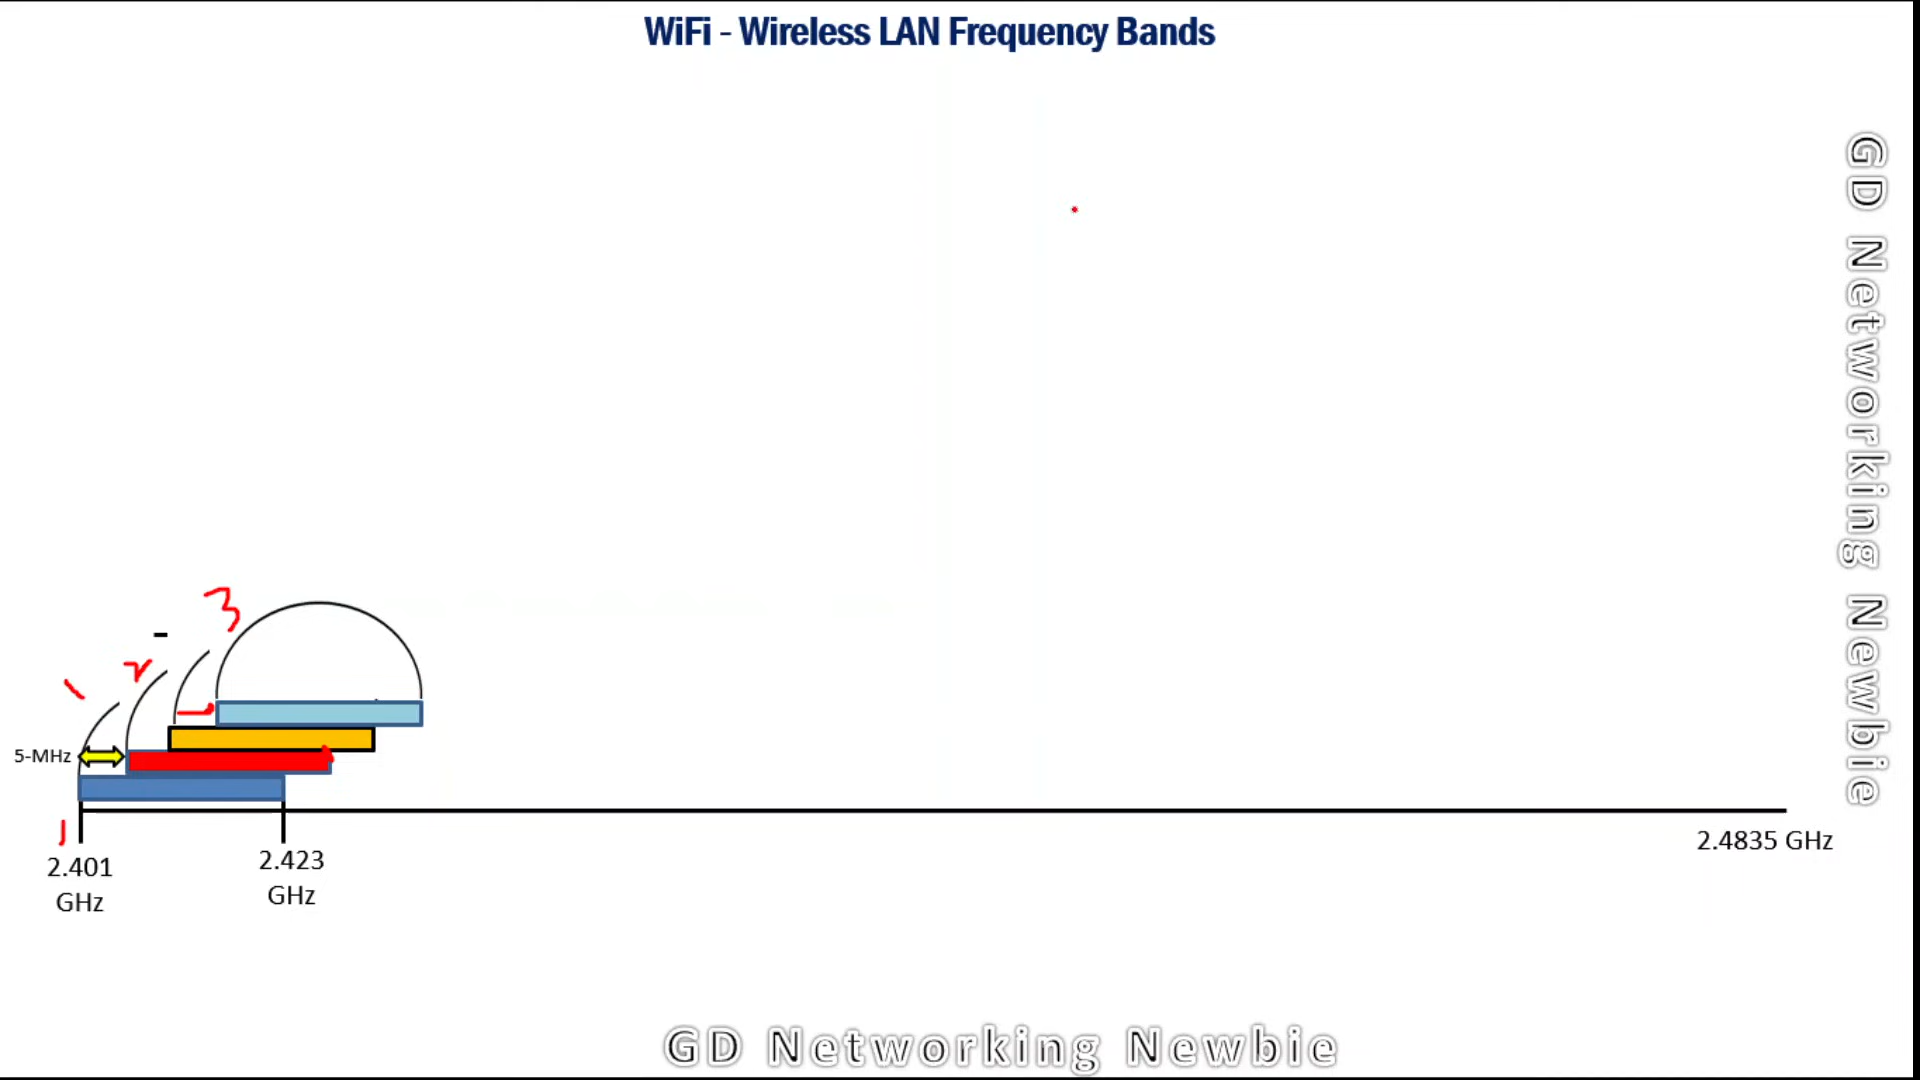 WiFi - Wireless LAN Frequency Bands
GD Networking Newbie
3
2
1
5-MHz
2.401
GHz
2.423
GHz
2.4835 GHz
GD Networking Newbie